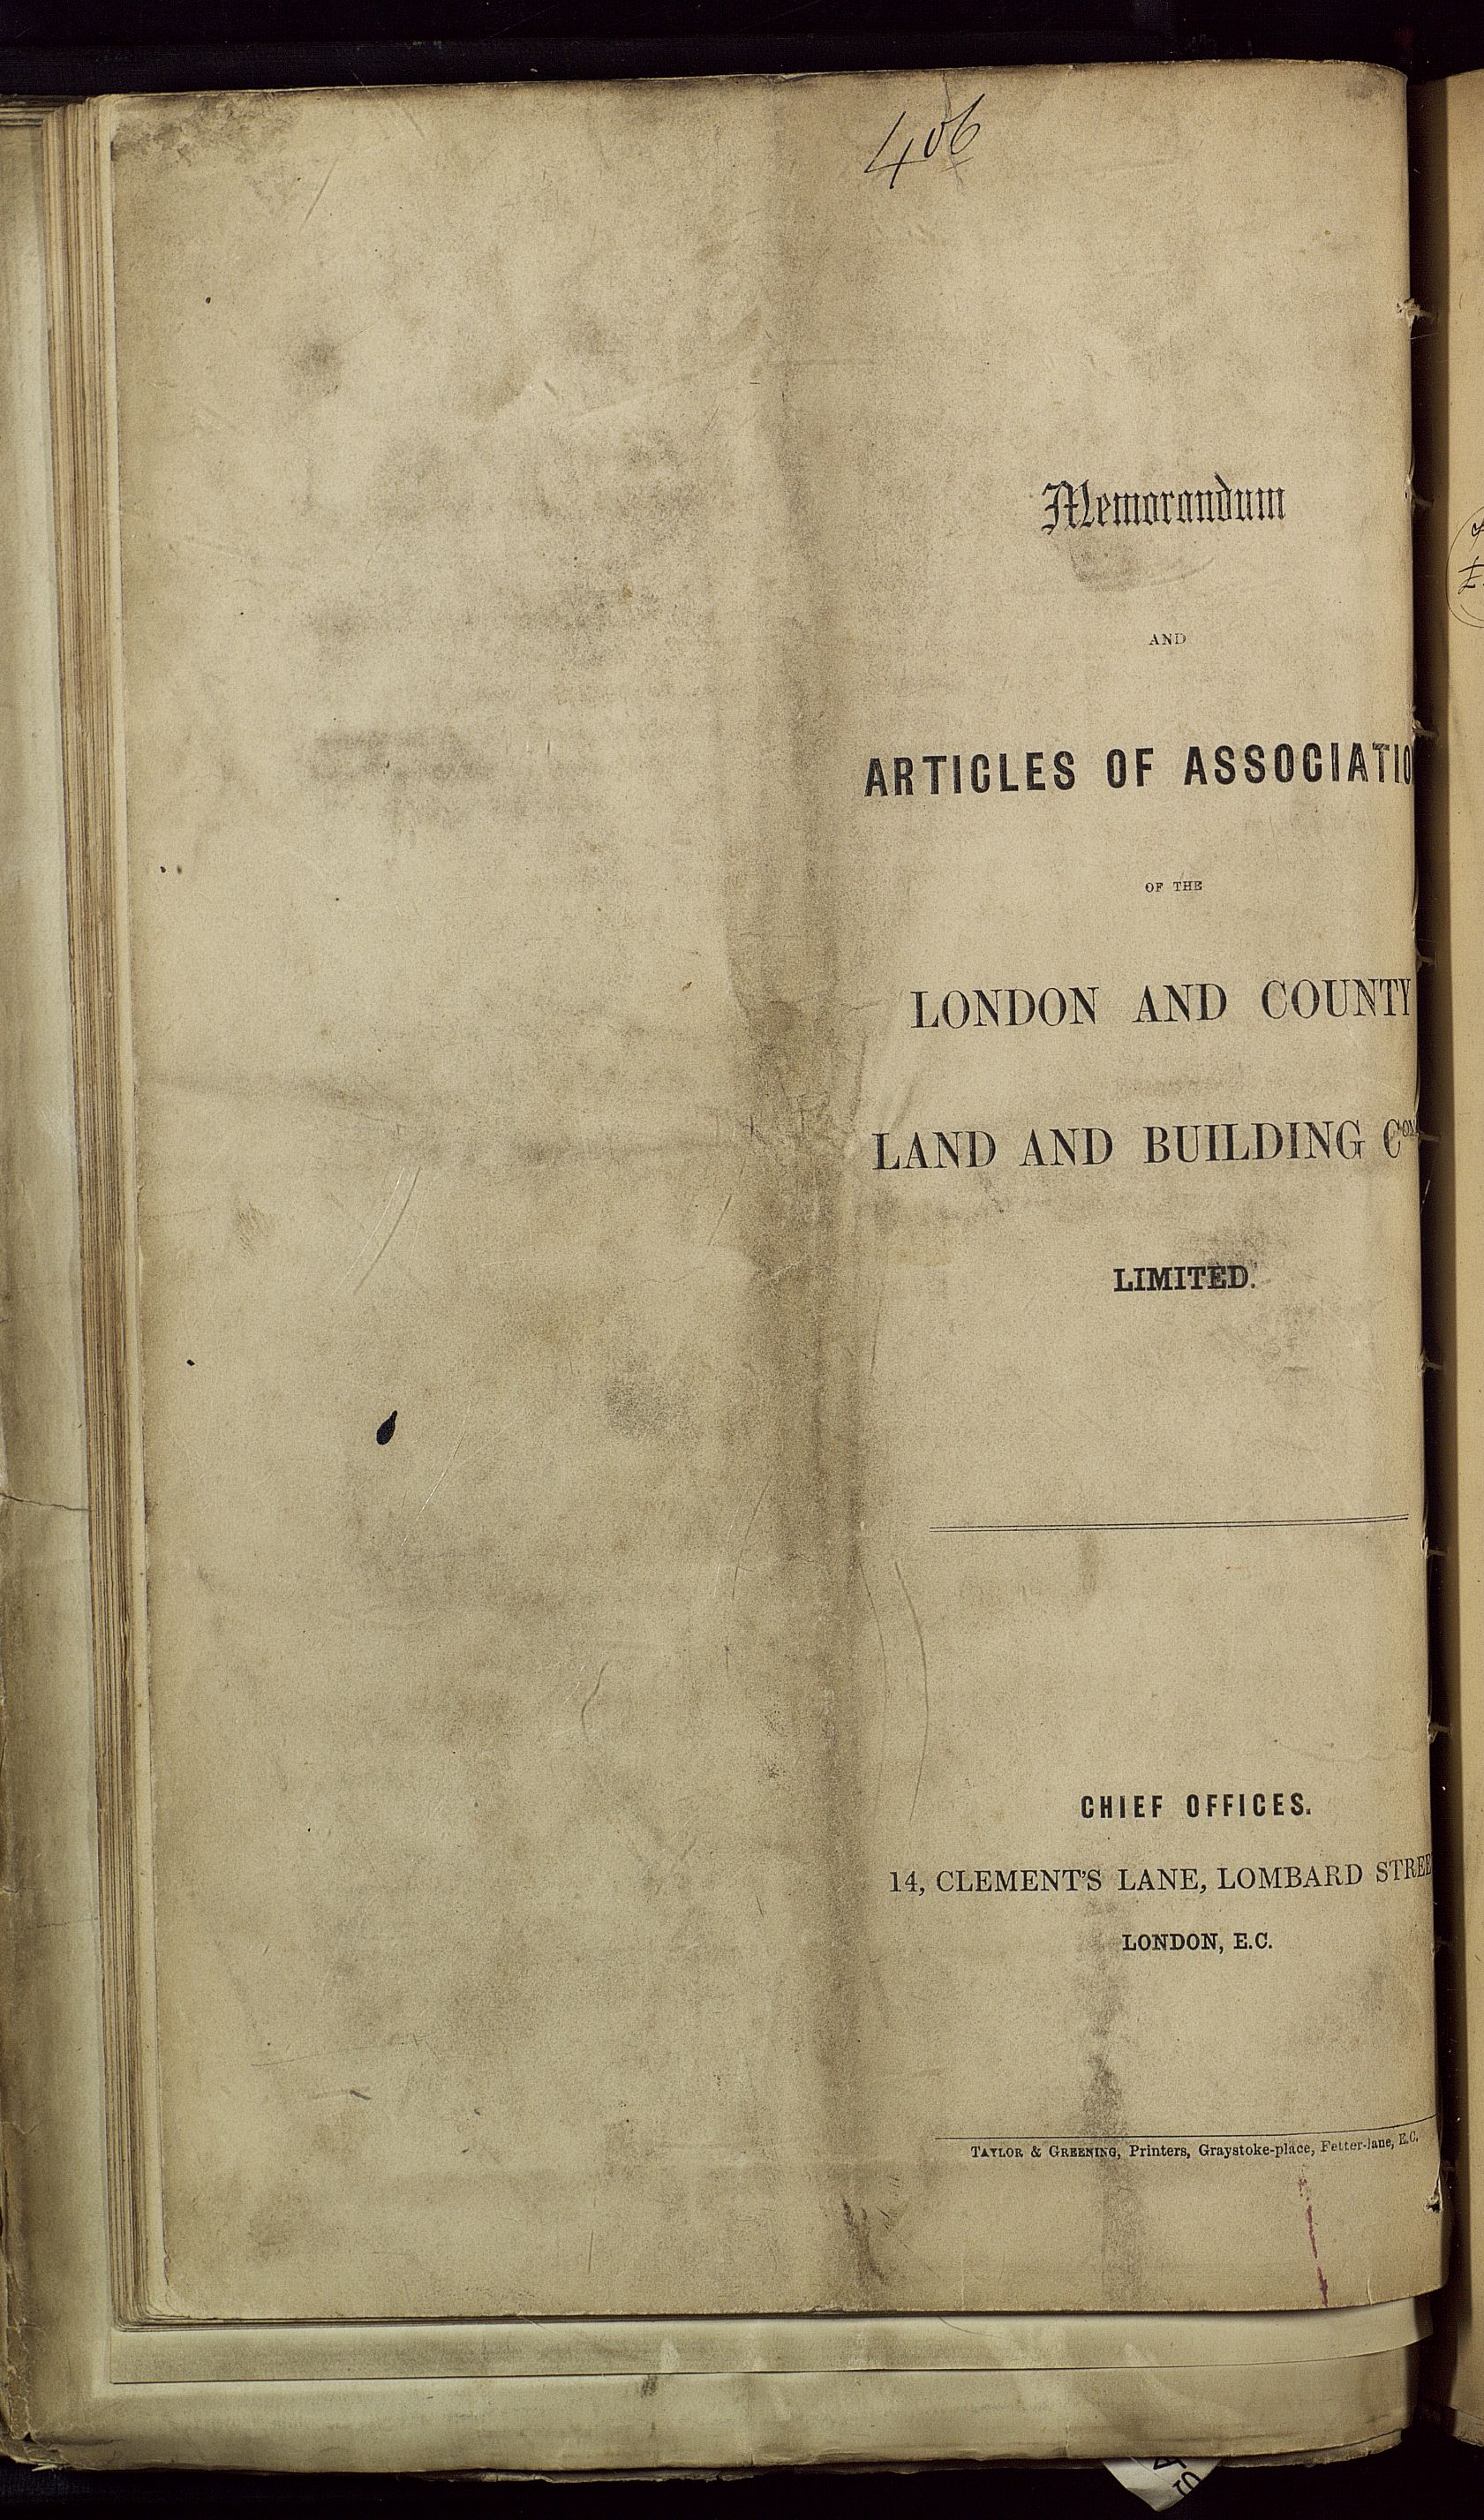 406
Memorandum
AND
ARTICLES OF ASSOCIATIO
OF THE
LONDON AND COUNTY
LAND AND BUILDING Com
LIMITED.
CHIEF OFFICES.
14, CLEMENT'S LANE, LOMBARD STREE
LONDON, E.C.
TAYLOR & GREENING, Printers, Graystoke-place, Fetter-lane, E.C.